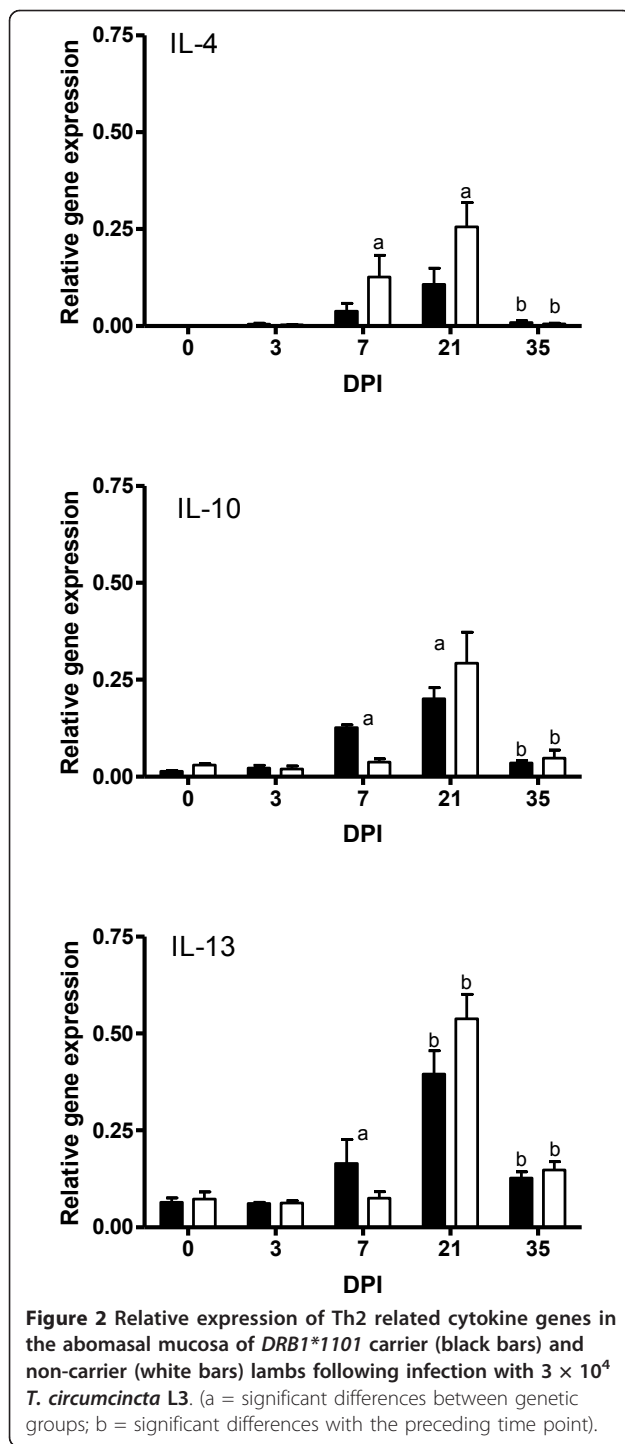 IL-4
Relative gene expression
0.75
0.50
0.25
0.00
a
a
b b
0 3 7 21 35
DPI
IL-10
Relative gene expression
0.75
0.50
0.25
0.00
a
a
b b
0 3 7 21 35
DPI
IL-13
Relative gene expression
0.75
0.50
0.25
0.00
a
b
b
b b
0 3 7 21 35
DPI
Figure 2 Relative expression of Th2 related cytokine genes in
the abomasal mucosa of DRB1*1101 carrier (black bars) and
non-carrier (white bars) lambs following infection with 3 × 10⁴
T. circumcincta L3. (a = significant differences between genetic
groups; b = significant differences with the preceding time point).